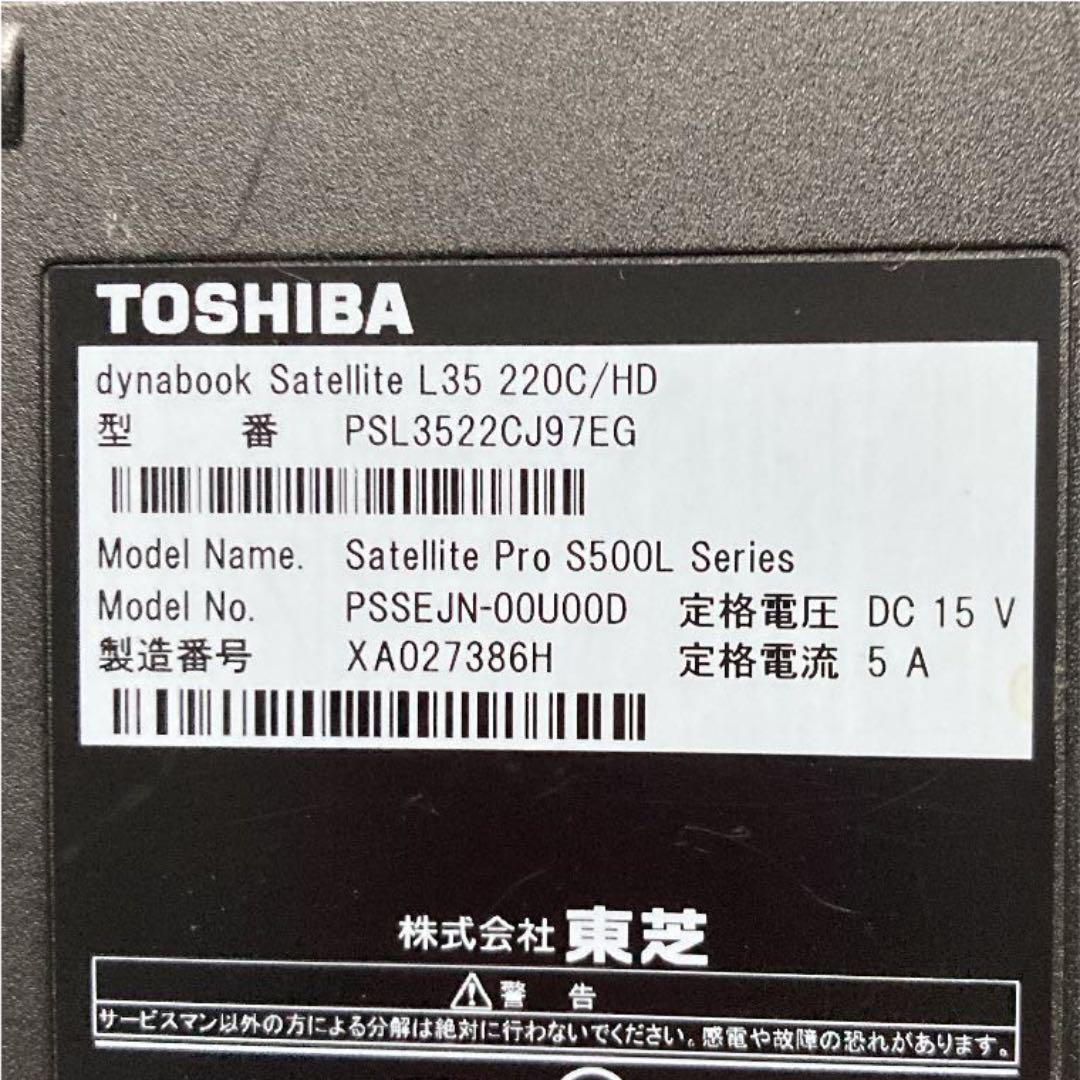 TOSHIBA
dynabook Satellite L35 220C/HD
型 番 PSL3522CJ97EG
Model Name. Satellite Pro S500L Series
Model No. PSSEJN-00U00D 定格電圧 DC 15 V
製造番号 XA027386H 定格電流 5 A
株式会社 東芝
警 告
サービスマン以外の方による分解は絶対に行わないでください。感電や故障の恐れがあります。